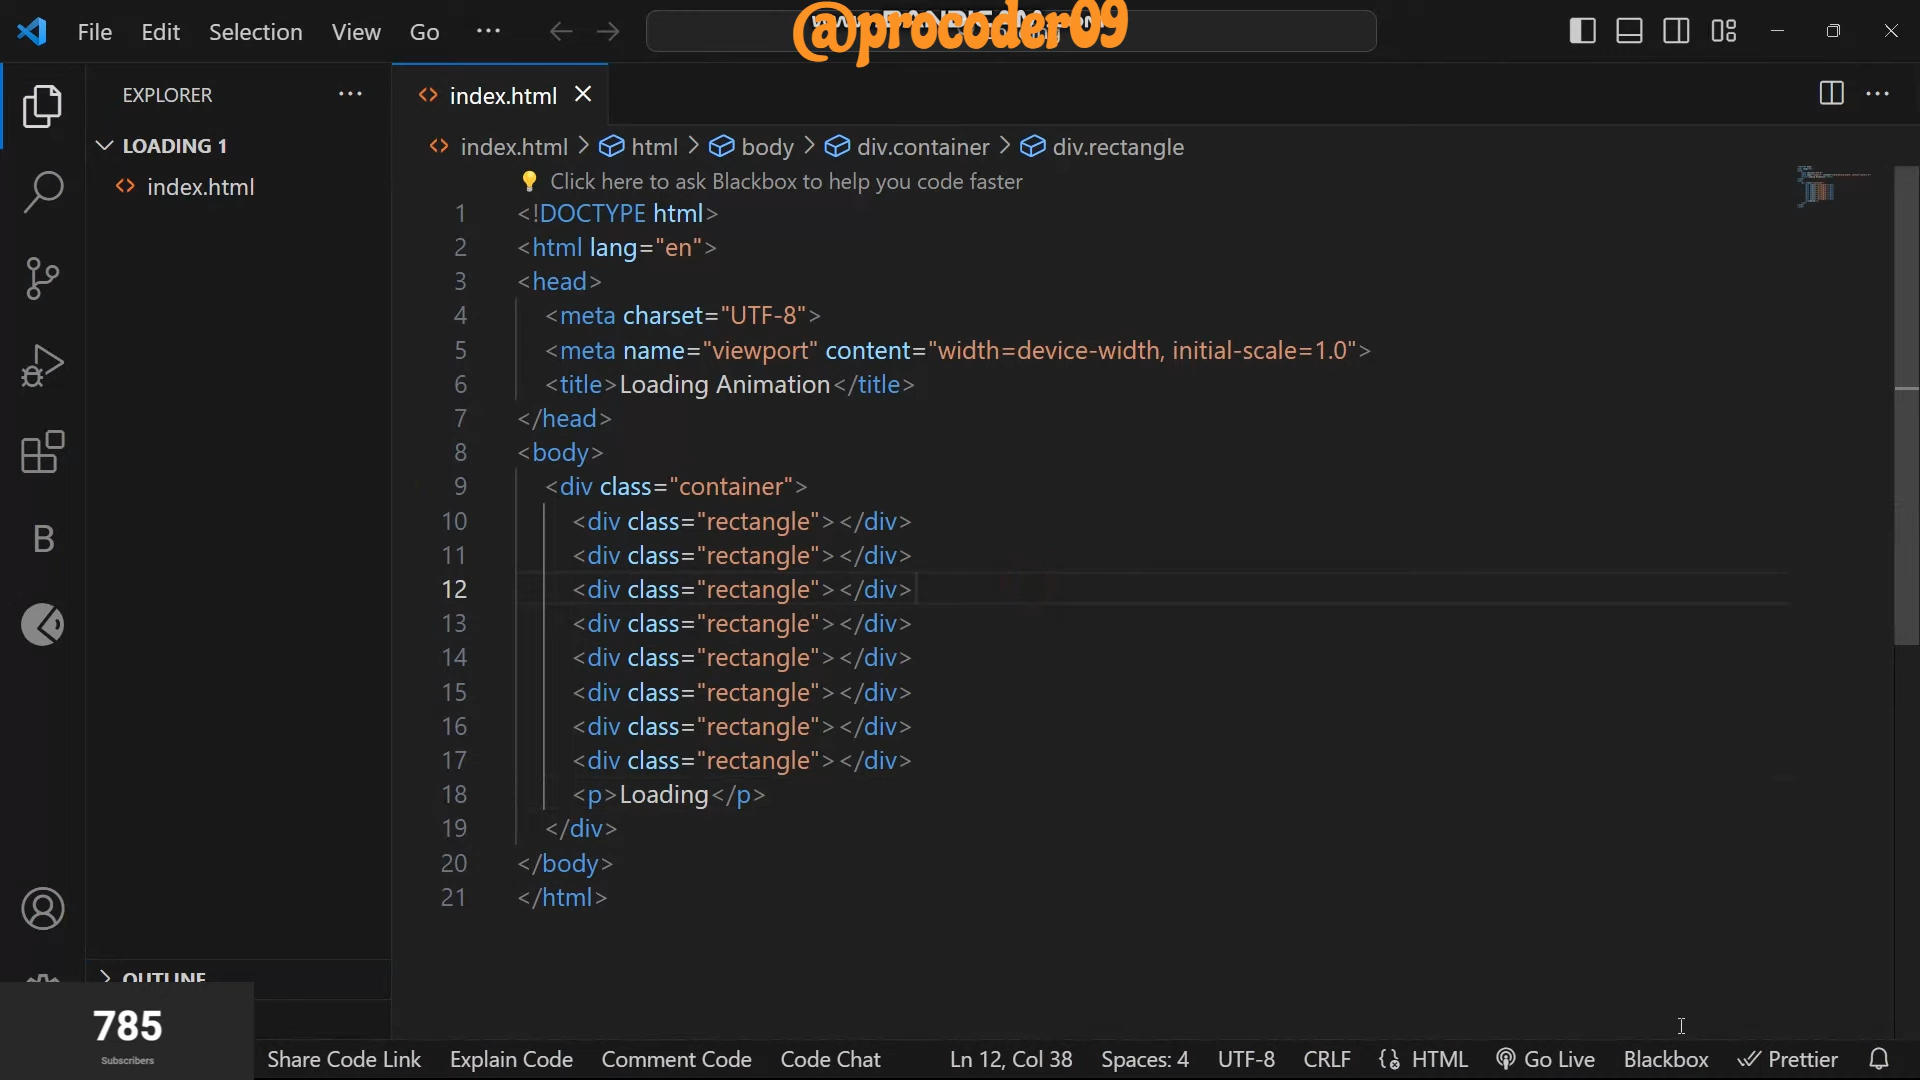 File Edit Selection View Go ...
@procoder09
EXPLORER ...
index.html
LOADING 1
index.html
index.html > html > body > div.container > div.rectangle
Click here to ask Blackbox to help you code faster
1 <!DOCTYPE html>
2 <html lang="en">
3 <head>
4 <meta charset="UTF-8">
5 <meta name="viewport" content="width=device-width, initial-scale=1.0">
6 <title>Loading Animation</title>
7 </head>
8 <body>
9 <div class="container">
10 <div class="rectangle"></div>
11 <div class="rectangle"></div>
12 <div class="rectangle"></div>
13 <div class="rectangle"></div>
14 <div class="rectangle"></div>
15 <div class="rectangle"></div>
16 <div class="rectangle"></div>
17 <div class="rectangle"></div>
18 <p>Loading</p>
19 </div>
20 </body>
21 </html>
B
OUTLINE
785
Subscribers
Share Code Link Explain Code Comment Code Code Chat Ln 12, Col 38 Spaces: 4 UTF-8 CRLF {} HTML Go Live Blackbox Prettier